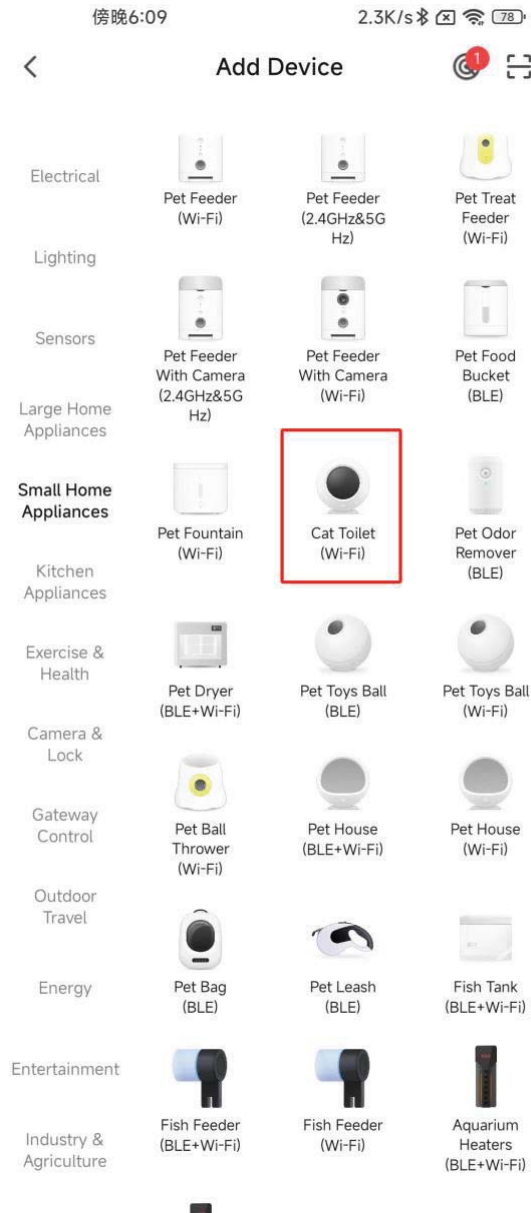 傍晚6:09
2.3K/s
78
Add Device
1
Electrical
Lighting
Sensors
Large Home
Appliances
Small Home
Appliances
Kitchen
Appliances
Exercise &
Health
Camera &
Lock
Gateway
Control
Outdoor
Travel
Energy
Entertainment
Industry &
Agriculture
Pet Feeder
(Wi-Fi)
Pet Feeder
(2.4GHz&5G
Hz)
Pet Treat
Feeder
(Wi-Fi)
Pet Feeder
With Camera
(2.4GHz&5G
Hz)
Pet Feeder
With Camera
(Wi-Fi)
Pet Food
Bucket
(BLE)
Pet Fountain
(Wi-Fi)
Cat Toilet
(Wi-Fi)
Pet Odor
Remover
(BLE)
Pet Dryer
(BLE+Wi-Fi)
Pet Toys Ball
(BLE)
Pet Toys Ball
(Wi-Fi)
Pet Ball
Thrower
(Wi-Fi)
Pet House
(BLE+Wi-Fi)
Pet House
(Wi-Fi)
Pet Bag
(BLE)
Pet Leash
(BLE)
Fish Tank
(BLE+Wi-Fi)
Fish Feeder
(BLE+Wi-Fi)
Fish Feeder
(Wi-Fi)
Aquarium
Heaters
(BLE+Wi-Fi)